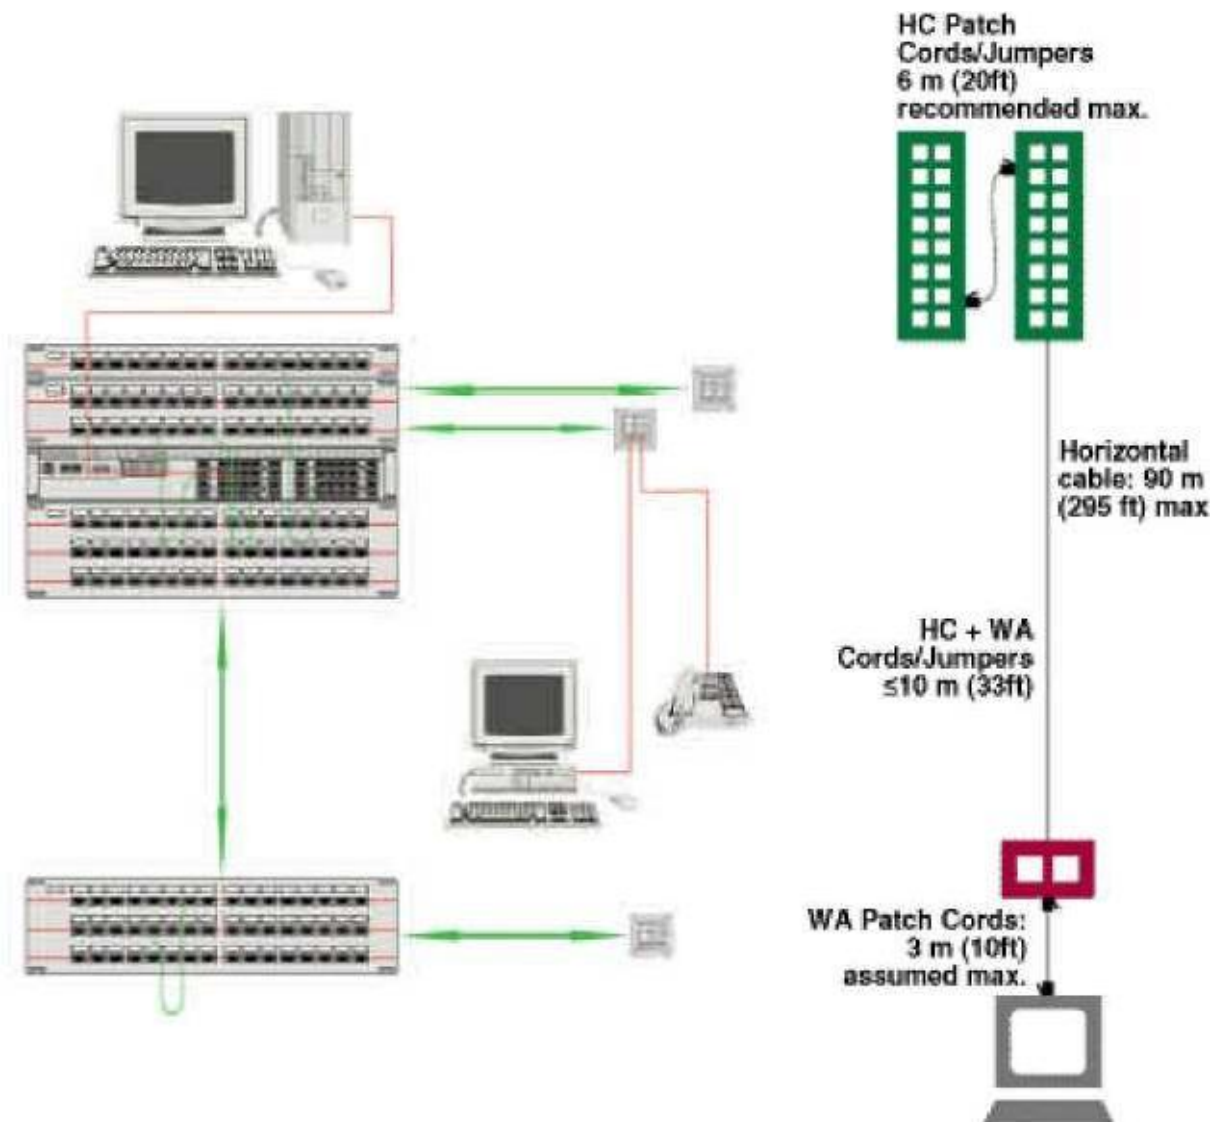 HC Patch
Cords/Jumpers
6 m (20ft)
recommended max.
Horizontal
cable: 90 m
(295 ft) max
HC + WA
Cords/Jumpers
≤10 m (33ft)
WA Patch Cords:
3 m (10ft)
assumed max.